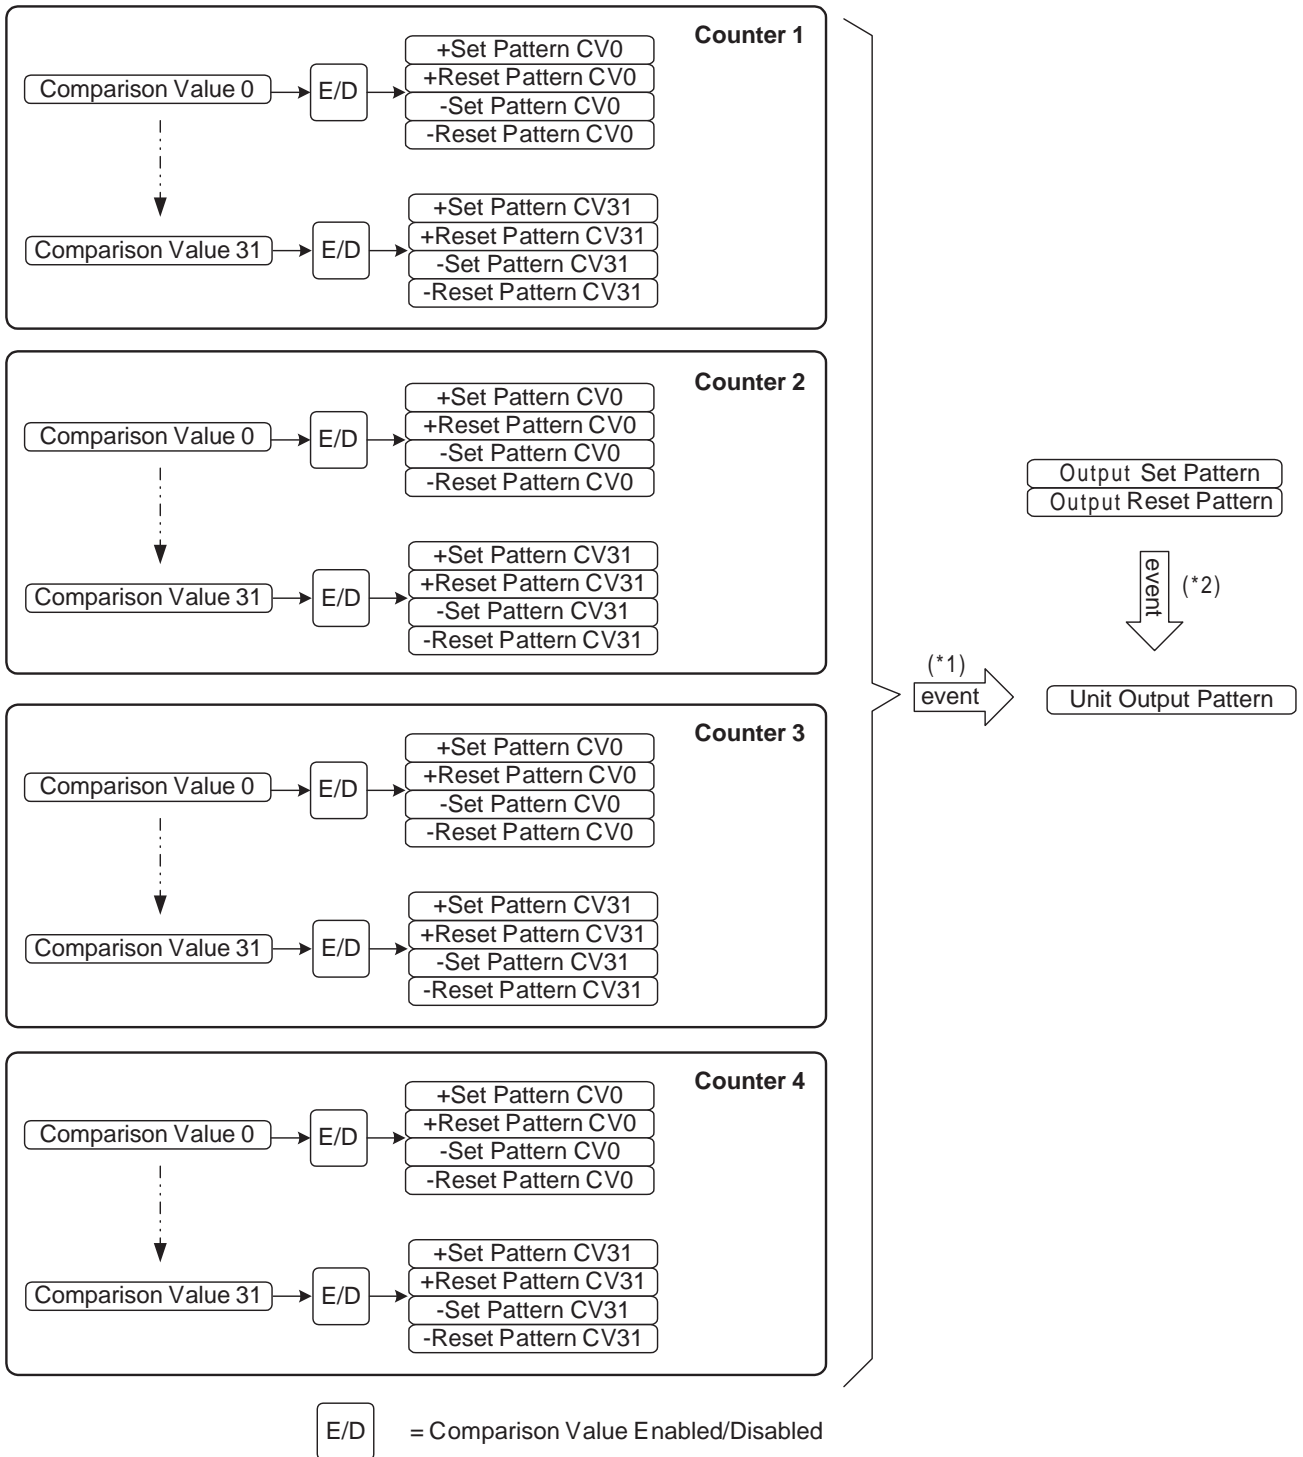 Counter 1
+Set Pattern CV0
+Reset Pattern CV0
-Set Pattern CV0
-Reset Pattern CV0
Comparison Value 0
E/D
+Set Pattern CV31
+Reset Pattern CV31
-Set Pattern CV31
-Reset Pattern CV31
Comparison Value 31
E/D
Counter 2
+Set Pattern CV0
+Reset Pattern CV0
-Set Pattern CV0
-Reset Pattern CV0
Comparison Value 0
E/D
+Set Pattern CV31
+Reset Pattern CV31
-Set Pattern CV31
-Reset Pattern CV31
Comparison Value 31
E/D
Counter 3
+Set Pattern CV0
+Reset Pattern CV0
-Set Pattern CV0
-Reset Pattern CV0
Comparison Value 0
E/D
+Set Pattern CV31
+Reset Pattern CV31
-Set Pattern CV31
-Reset Pattern CV31
Comparison Value 31
E/D
Counter 4
+Set Pattern CV0
+Reset Pattern CV0
-Set Pattern CV0
-Reset Pattern CV0
Comparison Value 0
E/D
+Set Pattern CV31
+Reset Pattern CV31
-Set Pattern CV31
-Reset Pattern CV31
Comparison Value 31
E/D
Output Set Pattern
Output Reset Pattern
event
(*2)
(*1)
event
Unit Output Pattern
E/D = Comparison Value Enabled/Disabled